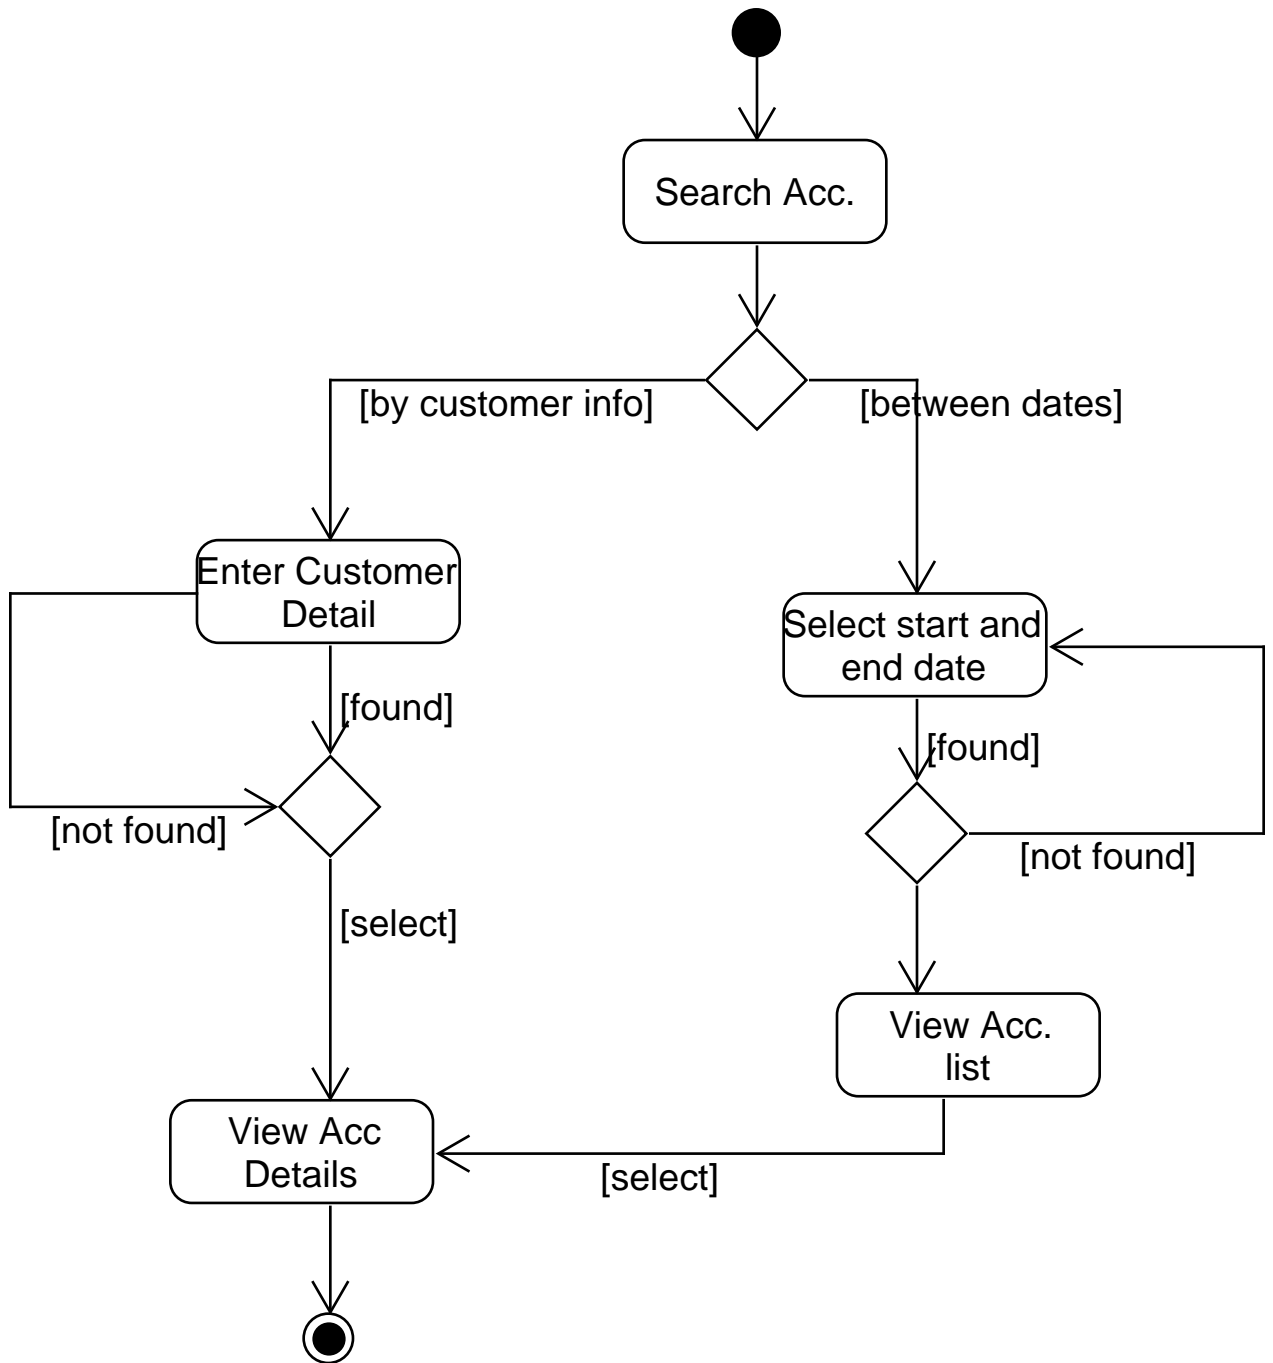 Search Acc.
[by customer info]
[between dates]
Enter Customer
Detail
Select start and
end date
[found]
[found]
[not found]
[not found]
[select]
View Acc.
list
View Acc
Details
[select]